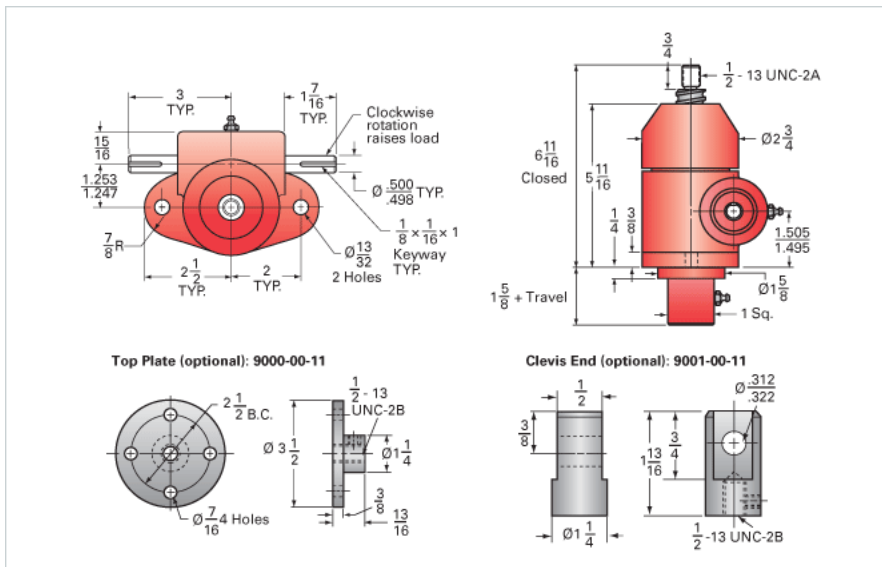 3
TYP.
1 7/16
TYP.
Clockwise
rotation
raises load
15/16
1.253/1.247
Ø .500/.498 TYP.
1/8 × 1/16 × 1
Keyway
TYP.
7/8 R
2 1/2
TYP.
2
TYP.
Ø 13/32
2 Holes
3/4
1/2 - 13 UNC-2A
Ø2 3/4
6 11/16
Closed
5 11/16
1/4
3/8
1.505/1.495
1 5/8 + Travel
Ø1 5/8
1 Sq.
Top Plate (optional): 9000-00-11
2 1/2 B.C.
Ø 3 1/2
1/2 - 13
UNC-2B
Ø1 1/4
3/8
13/16
Ø 7/16 4 Holes
Clevis End (optional): 9001-00-11
1/2
3/8
Ø1 1/4
Ø .312/.322
1 13/16
3/4
1/2 -13 UNC-2B